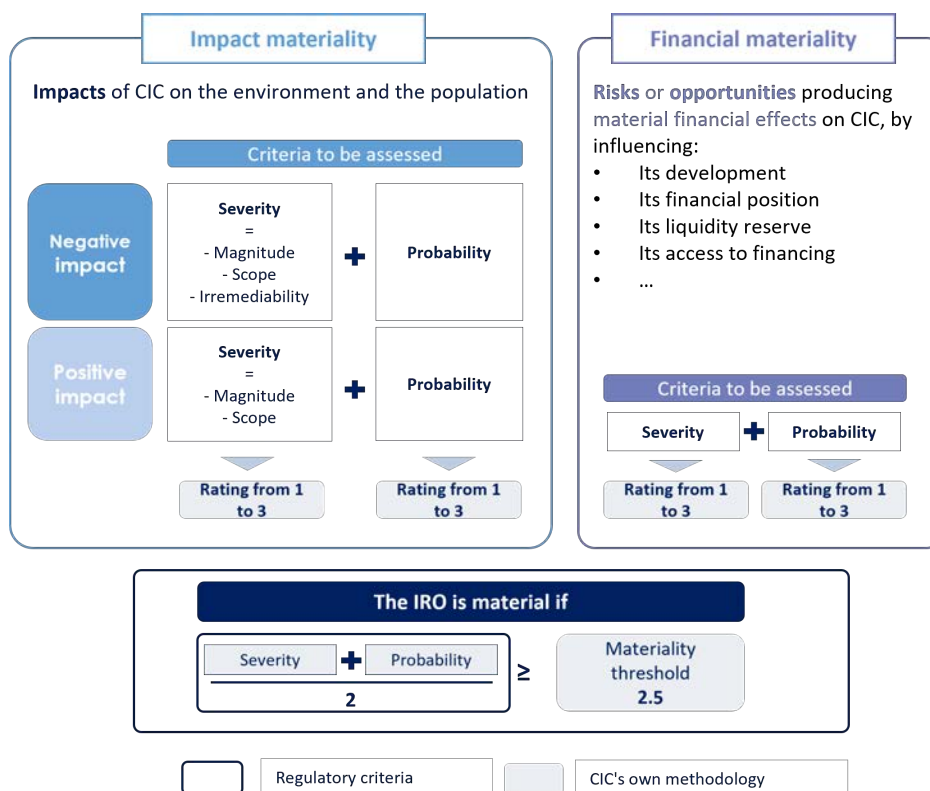 Impact materiality
Impacts of CIC on the environment and the population
Criteria to be assessed
Negative
impact
Severity
=
- Magnitude
- Scope
- Irremediability
+
Probability
Positive
impact
Severity
=
- Magnitude
- Scope
+
Probability
Rating from 1
to 3
Rating from 1
to 3
Financial materiality
Risks or opportunities producing
material financial effects on CIC, by
influencing:
• Its development
• Its financial position
• Its liquidity reserve
• Its access to financing
• ...
Criteria to be assessed
Severity + Probability
Rating from 1
to 3
Rating from 1
to 3
The IRO is material if
Severity + Probability
2
≥
Materiality
threshold
2.5
Regulatory criteria
CIC's own methodology